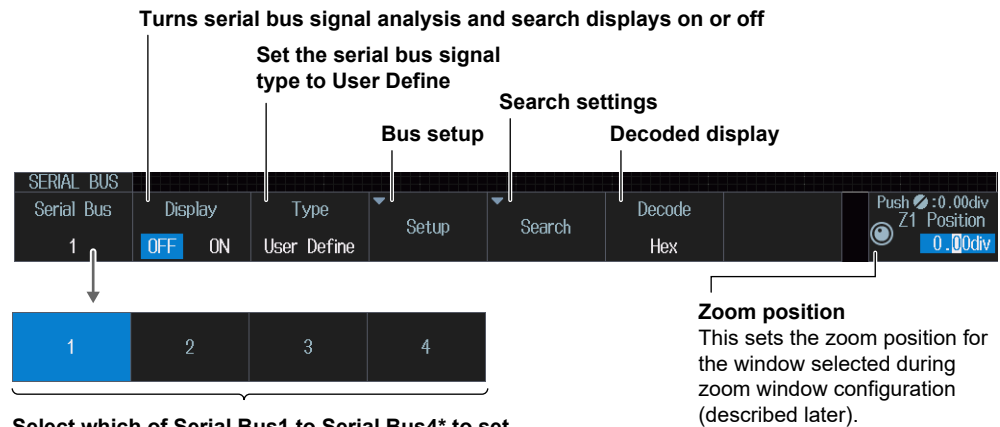 Turns serial bus signal analysis and search displays on or off
Set the serial bus signal
type to User Define
Search settings
Bus setup
Decoded display
SERIAL BUS
Serial Bus
1
Display
OFF ON
Type
User Define
Setup
Search
Decode
Hex
Push :0.00div
Z1 Position
0.00div
1 2 3 4
Zoom position
This sets the zoom position for
the window selected during
zoom window configuration
(described later).
Select which of Serial Bus1 to Serial Bus4* to set